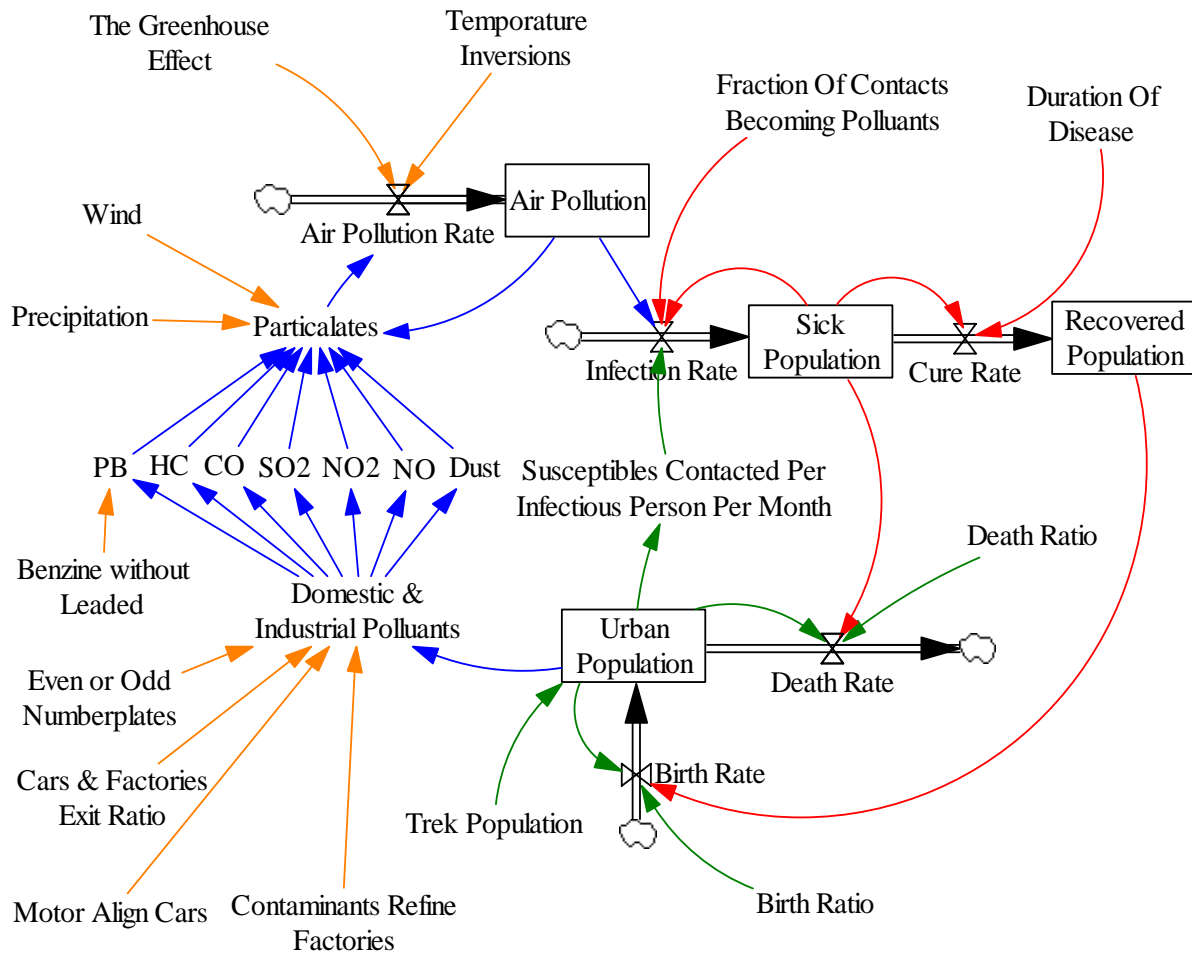 The Greenhouse
Effect
Temporature
Inversions
Fraction Of Contacts
Becoming Polluants
Duration Of
Disease
Air Pollution
Wind
Air Pollution Rate
Precipitation
Particalates
Sick
Population
Recovered
Population
Infection Rate
Cure Rate
PB
HC
CO
SO2
NO2
NO
Dust
Susceptibles Contacted Per
Infectious Person Per Month
Death Ratio
Benzine without
Leaded
Domestic &
Industrial Polluants
Urban
Population
Even or Odd
Numberplates
Death Rate
Cars & Factories
Exit Ratio
Birth Rate
Trek Population
Motor Align Cars
Contaminants Refine
Factories
Birth Ratio